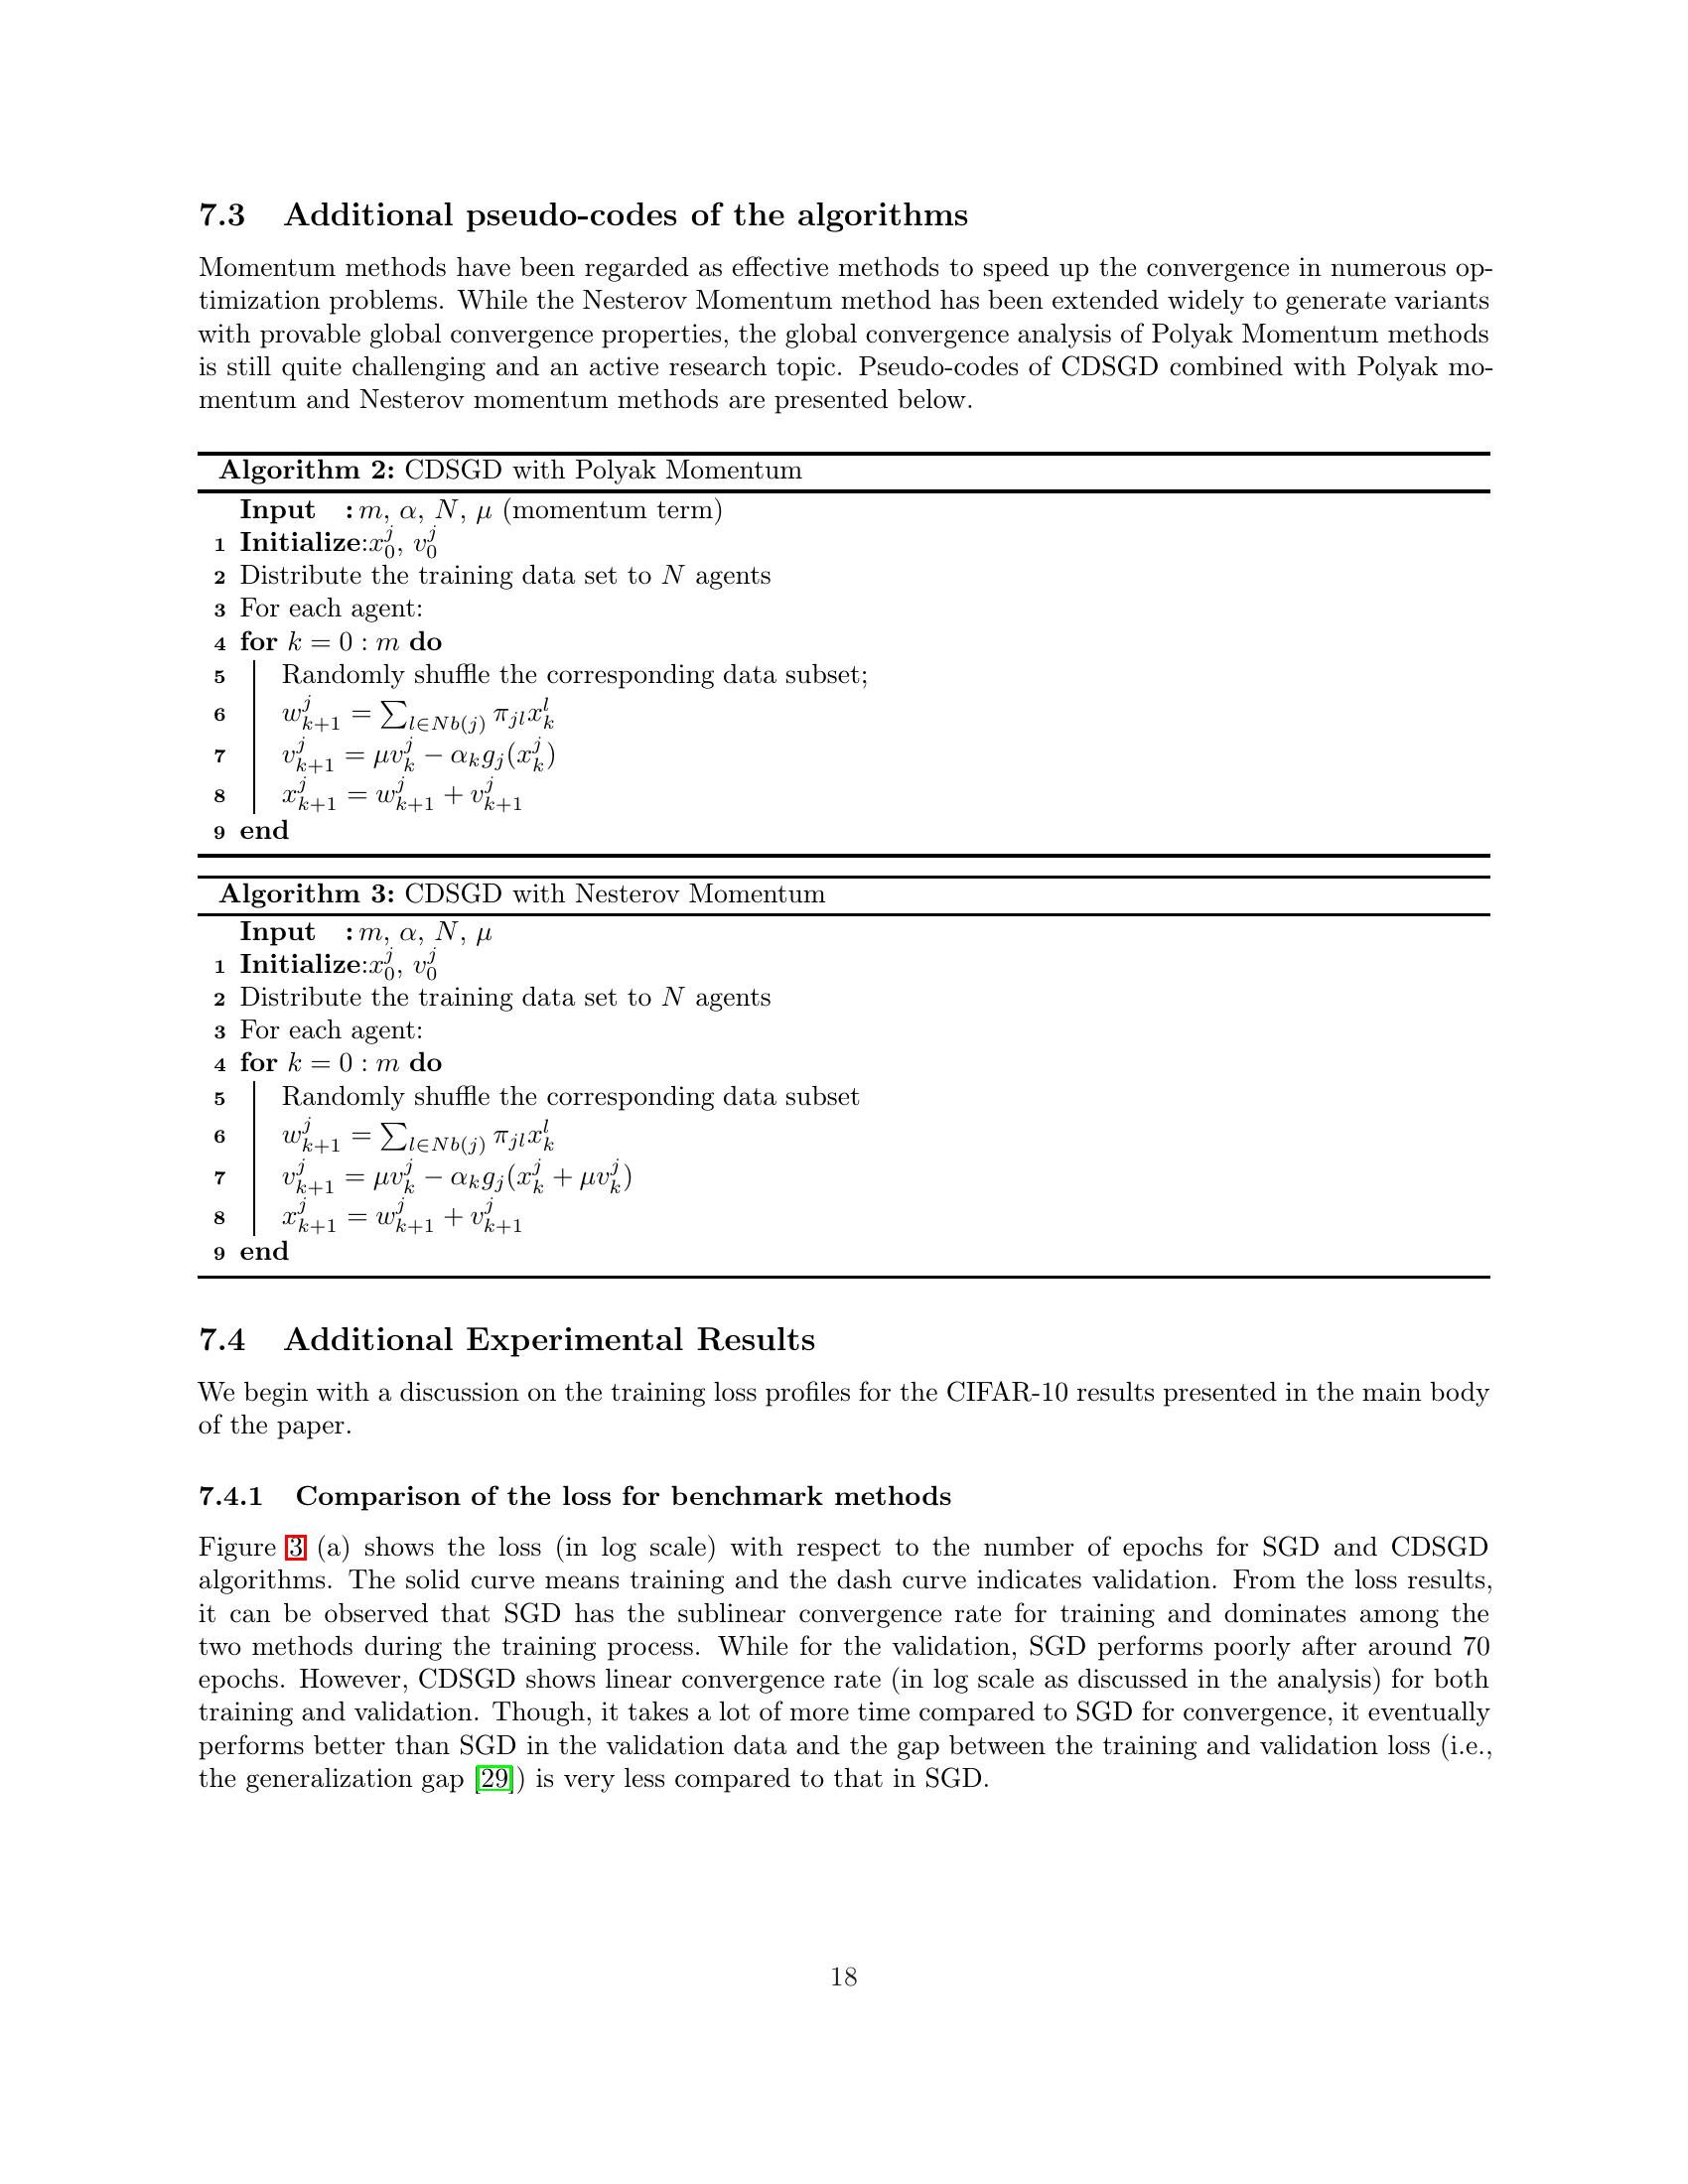 7.3 Additional pseudo-codes of the algorithms
Momentum methods have been regarded as effective methods to speed up the convergence in numerous op-
timization problems. While the Nesterov Momentum method has been extended widely to generate variants
with provable global convergence properties, the global convergence analysis of Polyak Momentum methods
is still quite challenging and an active research topic. Pseudo-codes of CDSGD combined with Polyak mo-
mentum and Nesterov momentum methods are presented below.
Algorithm 2: CDSGD with Polyak Momentum
Input : m, α, N, μ (momentum term)
1 Initialize:$x_0^j$, $v_0^j$
2 Distribute the training data set to N agents
3 For each agent:
4 for k = 0 : m do
5 Randomly shuffle the corresponding data subset;
6 $w_{k+1}^j = \sum_{l \in Nb(j)} \pi_{jl} x_k^l$
7 $v_{k+1}^j = \mu v_k^j - \alpha_k g_j(x_k^j)$
8 $x_{k+1}^j = w_{k+1}^j + v_{k+1}^j$
9 end
Algorithm 3: CDSGD with Nesterov Momentum
Input : m, α, N, μ
1 Initialize:$x_0^j$, $v_0^j$
2 Distribute the training data set to N agents
3 For each agent:
4 for k = 0 : m do
5 Randomly shuffle the corresponding data subset
6 $w_{k+1}^j = \sum_{l \in Nb(j)} \pi_{jl} x_k^l$
7 $v_{k+1}^j = \mu v_k^j - \alpha_k g_j(x_k^j + \mu v_k^j)$
8 $x_{k+1}^j = w_{k+1}^j + v_{k+1}^j$
9 end
7.4 Additional Experimental Results
We begin with a discussion on the training loss profiles for the CIFAR-10 results presented in the main body
of the paper.
7.4.1 Comparison of the loss for benchmark methods
Figure 3 (a) shows the loss (in log scale) with respect to the number of epochs for SGD and CDSGD
algorithms. The solid curve means training and the dash curve indicates validation. From the loss results,
it can be observed that SGD has the sublinear convergence rate for training and dominates among the
two methods during the training process. While for the validation, SGD performs poorly after around 70
epochs. However, CDSGD shows linear convergence rate (in log scale as discussed in the analysis) for both
training and validation. Though, it takes a lot of more time compared to SGD for convergence, it eventually
performs better than SGD in the validation data and the gap between the training and validation loss (i.e.,
the generalization gap [29]) is very less compared to that in SGD.
18